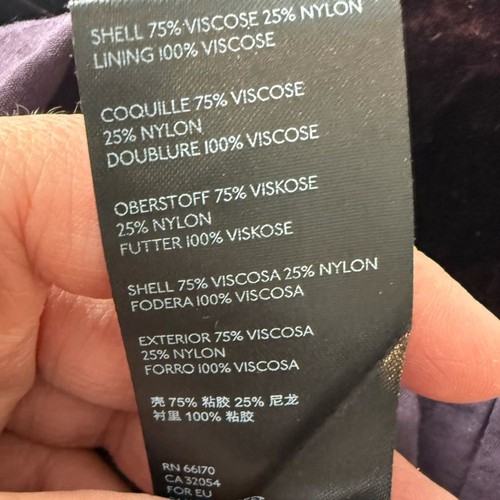 SHELL 75% VISCOSE 25% NYLON
LINING 100% VISCOSE
COQUILLE 75% VISCOSE
25% NYLON
DOUBLURE 100% VISCOSE
OBERSTOFF 75% VISKOSE
25% NYLON
FUTTER 100% VISKOSE
SHELL 75% VISCOSA 25% NYLON
FODERA 100% VISCOSA
EXTERIOR 75% VISCOSA
25% NYLON
FORRO 100% VISCOSA
壳 75% 粘胶 25% 尼龙
衬里 100% 粘胶
RN 66170
CA 32054
FOR EU